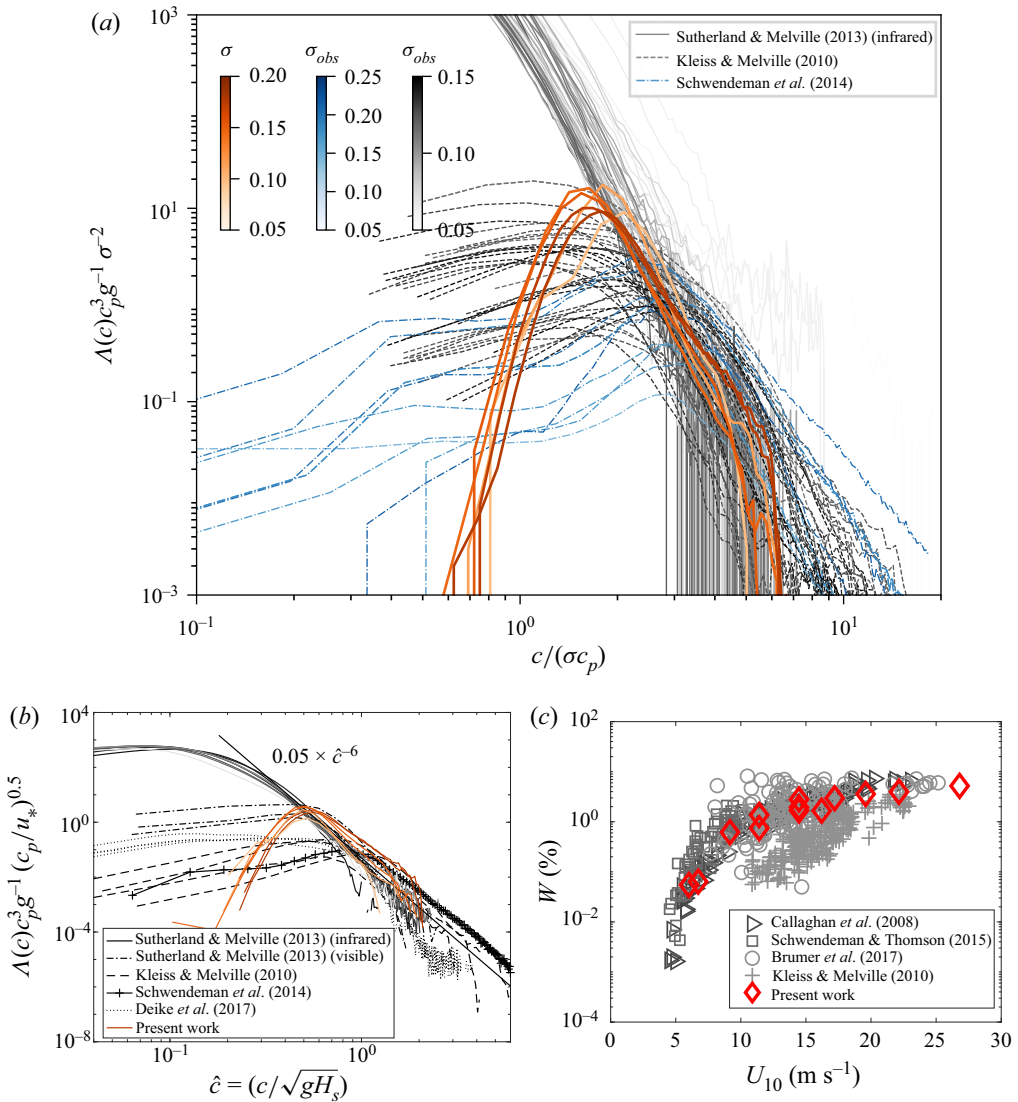 (a)
10³
10¹
10⁻¹
10⁻³
Λ(c)cₚ³g⁻¹ σ⁻²
σ
0.20
0.15
0.10
0.05
σ_obs
0.25
0.20
0.15
0.10
0.05
σ_obs
0.15
0.10
0.05
Sutherland & Melville (2013) (infrared)
Kleiss & Melville (2010)
Schwendeman et al. (2014)
10⁻¹ 10⁰ 10¹
c/(σcₚ)
(b)
10⁴
10⁰
10⁻⁴
10⁻⁸
Λ(c)cₚ³g⁻¹ (cₚ/u∗)⁰·⁵
0.05 × ĉ⁻⁶
Sutherland & Melville (2013) (infrared)
Sutherland & Melville (2013) (visible)
Kleiss & Melville (2010)
Schwendeman et al. (2014)
Deike et al. (2017)
Present work
10⁻¹ 10⁰
ĉ = (c/√gHₛ)
(c)
10²
10⁰
10⁻²
10⁻⁴
W (%)
Callaghan et al. (2008)
Schwendeman & Thomson (2015)
Brumer et al. (2017)
Kleiss & Melville (2010)
Present work
0 5 10 15 20 25 30
U₁₀ (m s⁻¹)